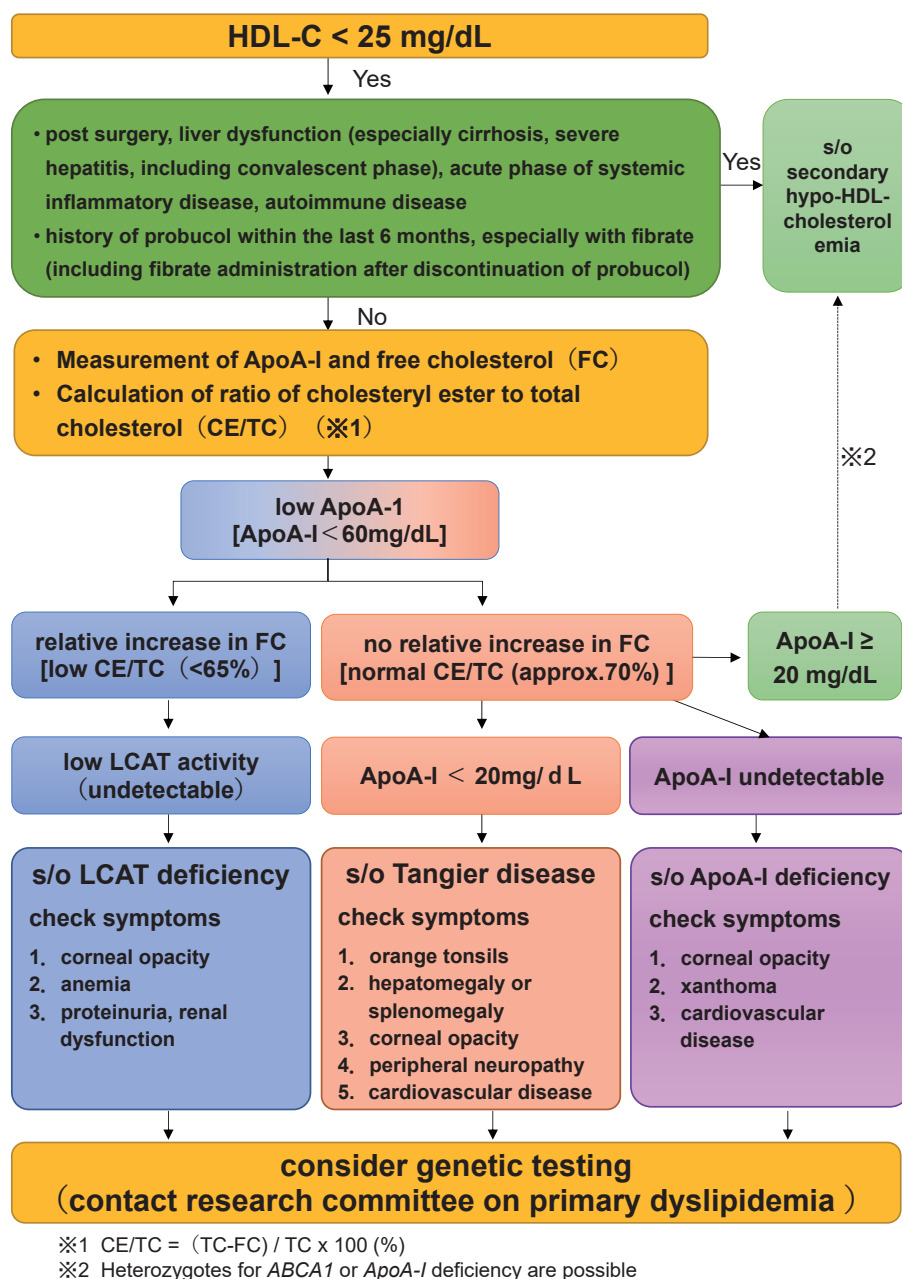 HDL-C < 25 mg/dL
Yes
• post surgery, liver dysfunction (especially cirrhosis, severe
hepatitis, including convalescent phase), acute phase of systemic
inflammatory disease, autoimmune disease
• history of probucol within the last 6 months, especially with fibrate
(including fibrate administration after discontinuation of probucol)
Yes
s/o
secondary
hypo-HDL-
cholesterol
emia
No
• Measurement of ApoA-I and free cholesterol（FC）
• Calculation of ratio of cholesteryl ester to total
cholesterol（CE/TC）（※1）
※2
low ApoA-1
[ApoA-I＜60mg/dL]
relative increase in FC
[low CE/TC（<65%）]
no relative increase in FC
[normal CE/TC (approx.70%) ]
ApoA-I ≥
20 mg/dL
low LCAT activity
（undetectable）
ApoA-I ＜ 20mg/ｄL
ApoA-I undetectable
s/o LCAT deficiency
check symptoms
1. corneal opacity
2. anemia
3. proteinuria, renal
dysfunction
s/o Tangier disease
check symptoms
1. orange tonsils
2. hepatomegaly or
splenomegaly
3. corneal opacity
4. peripheral neuropathy
5. cardiovascular disease
s/o ApoA-I deficiency
check symptoms
1. corneal opacity
2. xanthoma
3. cardiovascular
disease
consider genetic testing
（contact research committee on primary dyslipidemia ）
※1 CE/TC =（TC-FC) / TC x 100 (%)
※2 Heterozygotes for ABCA1 or ApoA-I deficiency are possible